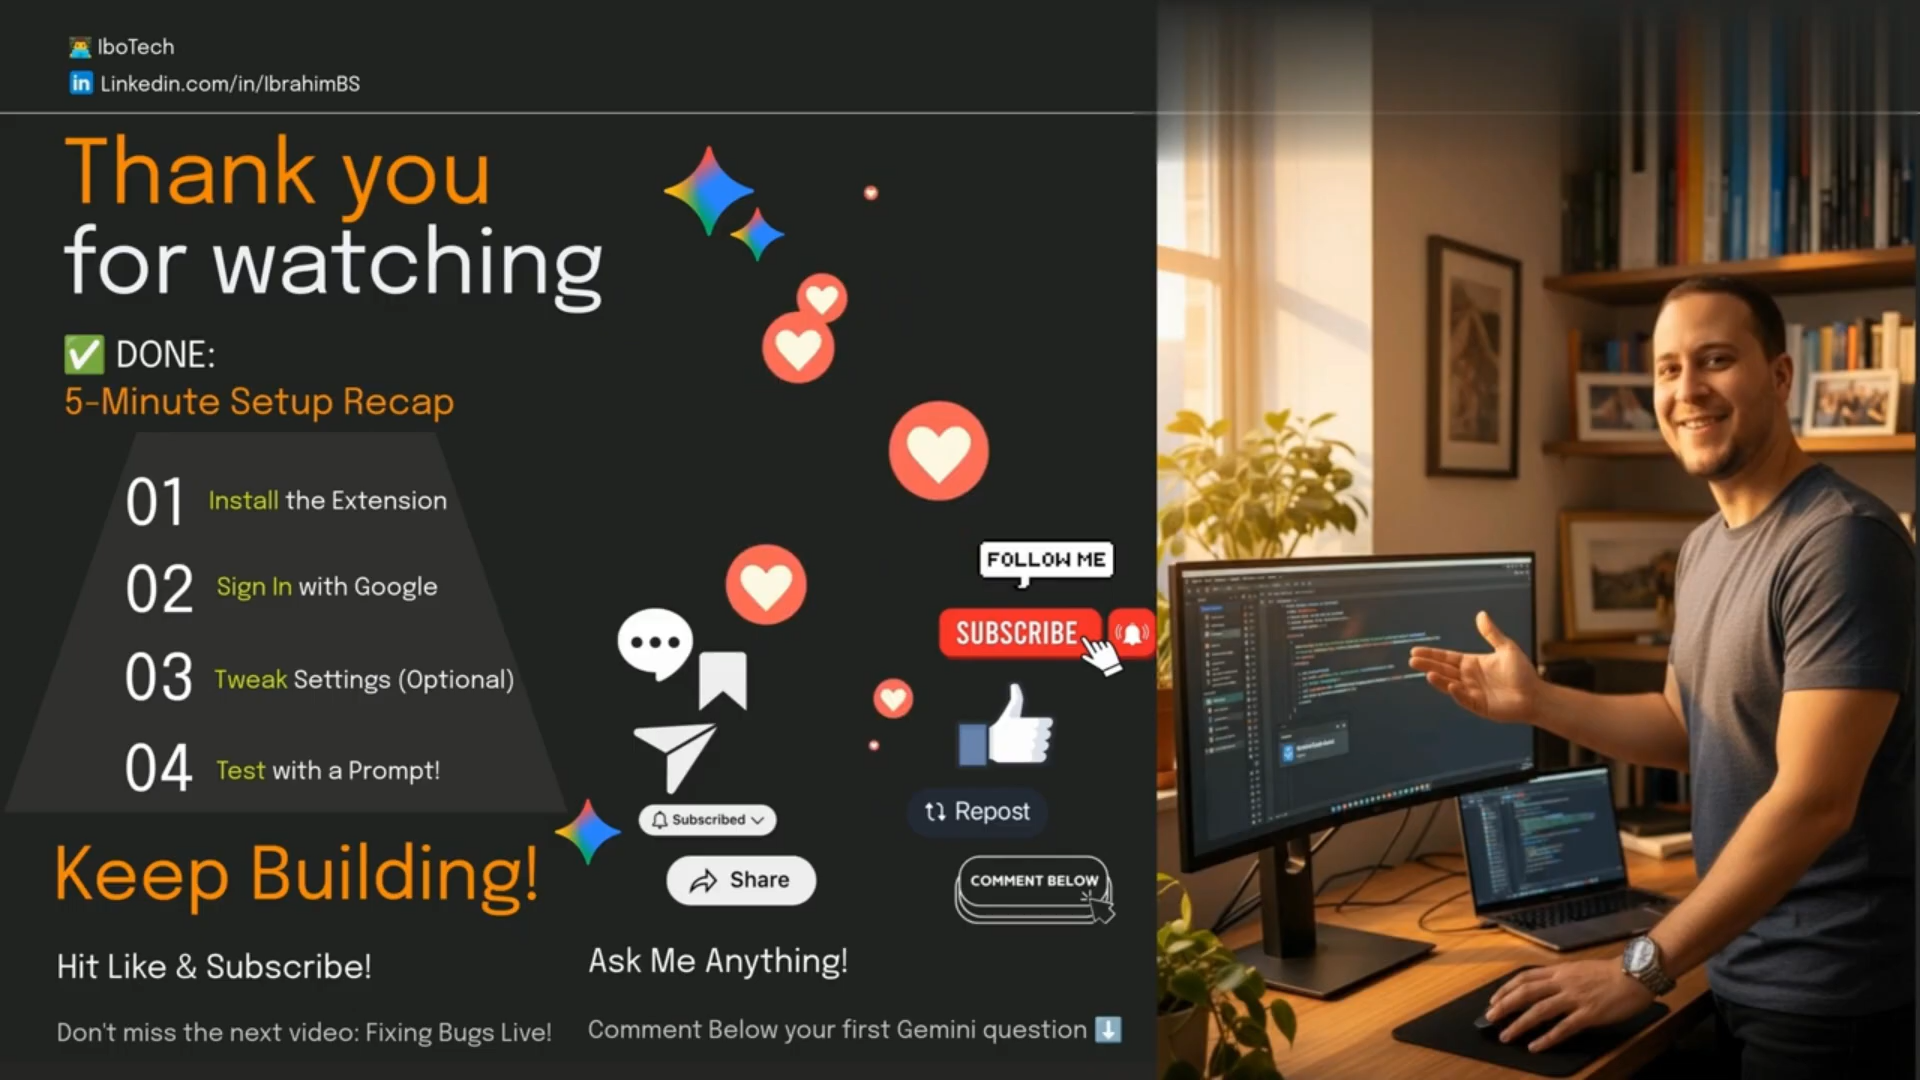 IboTech
in Linkedin.com/in/IbrahimBS
Thank you
for watching
DONE:
5-Minute Setup Recap
01 Install the Extension
02 Sign In with Google
03 Tweak Settings (Optional)
04 Test with a Prompt!
FOLLOW ME
SUBSCRIBE
Repost
Subscribed
Share
COMMENT BELOW
Keep Building!
Hit Like & Subscribe!
Don't miss the next video: Fixing Bugs Live!
Ask Me Anything!
Comment Below your first Gemini question